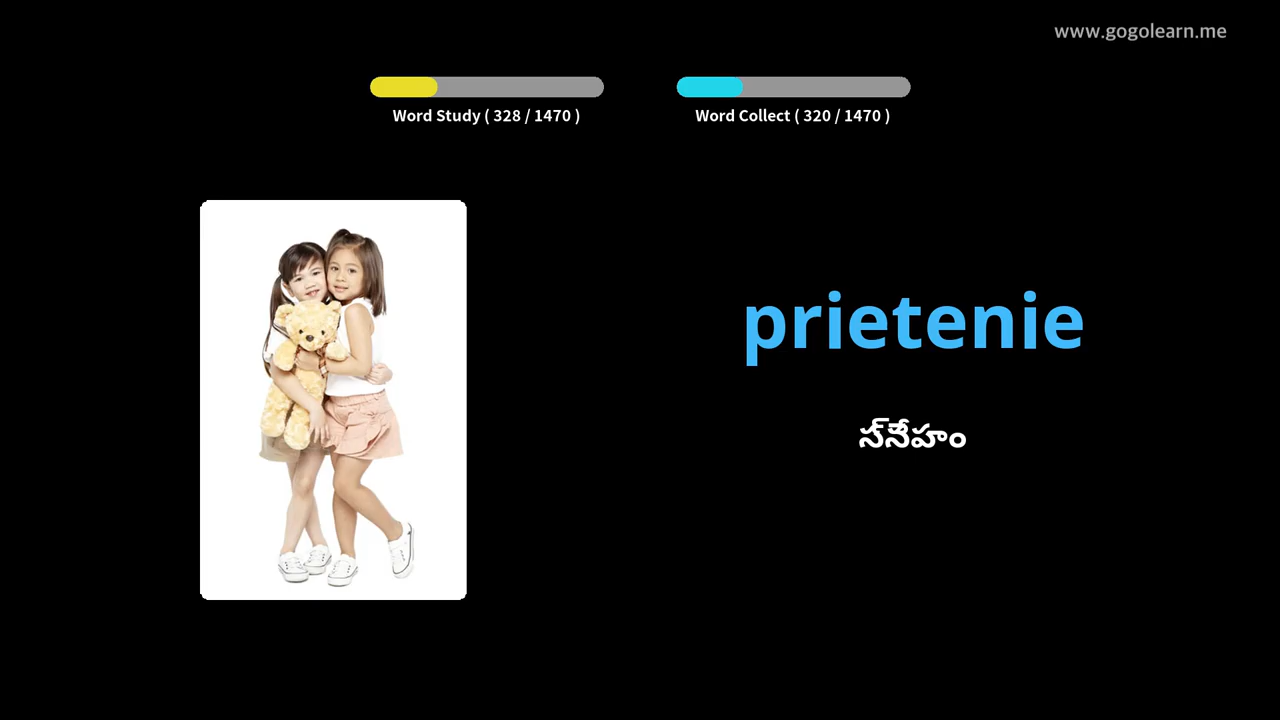 www.gogolearn.me
Word Study ( 328 / 1470 )
Word Collect ( 320 / 1470 )
prietenie
స్‌నేహం